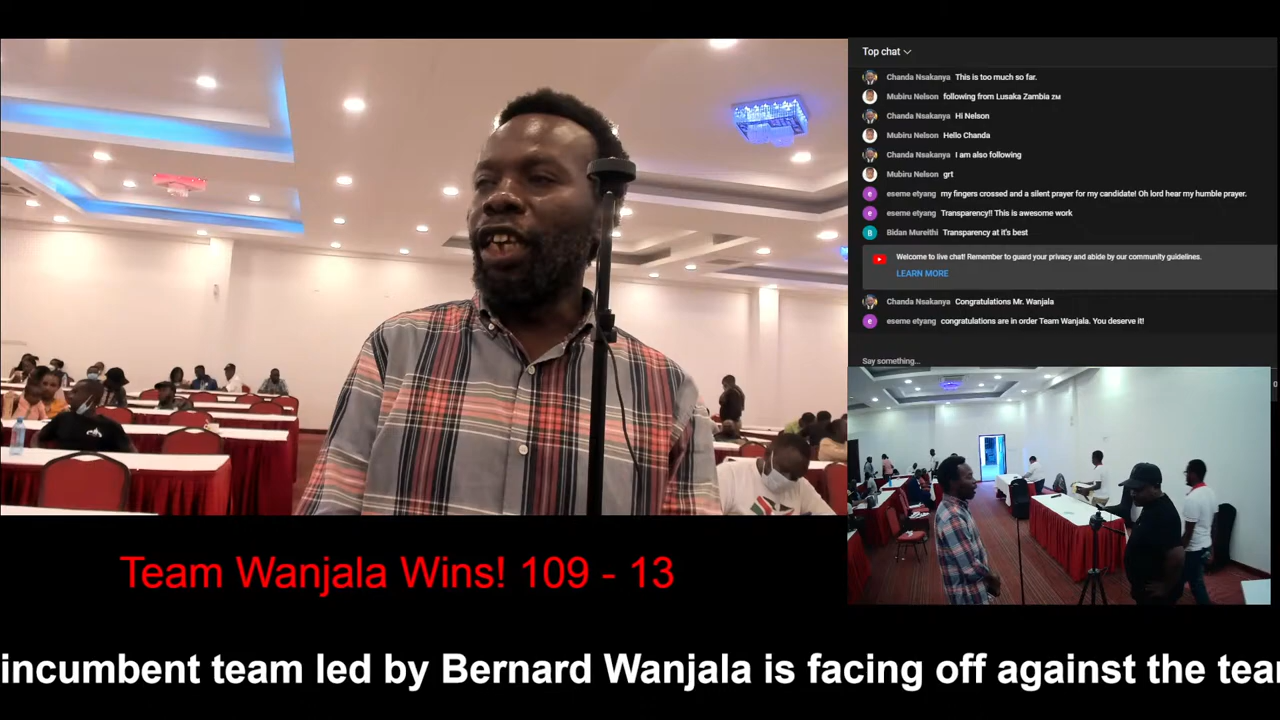 Top chat
Chanda Nsakanya This is too much so far.
Mubiru Nelson following from Lusaka Zambia ZM
Chanda Nsakanya Hi Nelson
Mubiru Nelson Hello Chanda
Chanda Nsakanya I am also following
Mubiru Nelson grt
e eseme etyang my fingers crossed and a silent prayer for my candidate! Oh lord hear my humble prayer.
e eseme etyang Transparency!! This is awesome work
B Bidan Mureithi Transparency at it's best
Welcome to live chat! Remember to guard your privacy and abide by our community guidelines.
LEARN MORE
Chanda Nsakanya Congratulations Mr. Wanjala
e eseme etyang congratulations are in order Team Wanjala. You deserve it!
Say something...
0
Team Wanjala Wins! 109 - 13
incumbent team led by Bernard Wanjala is facing off against the tea